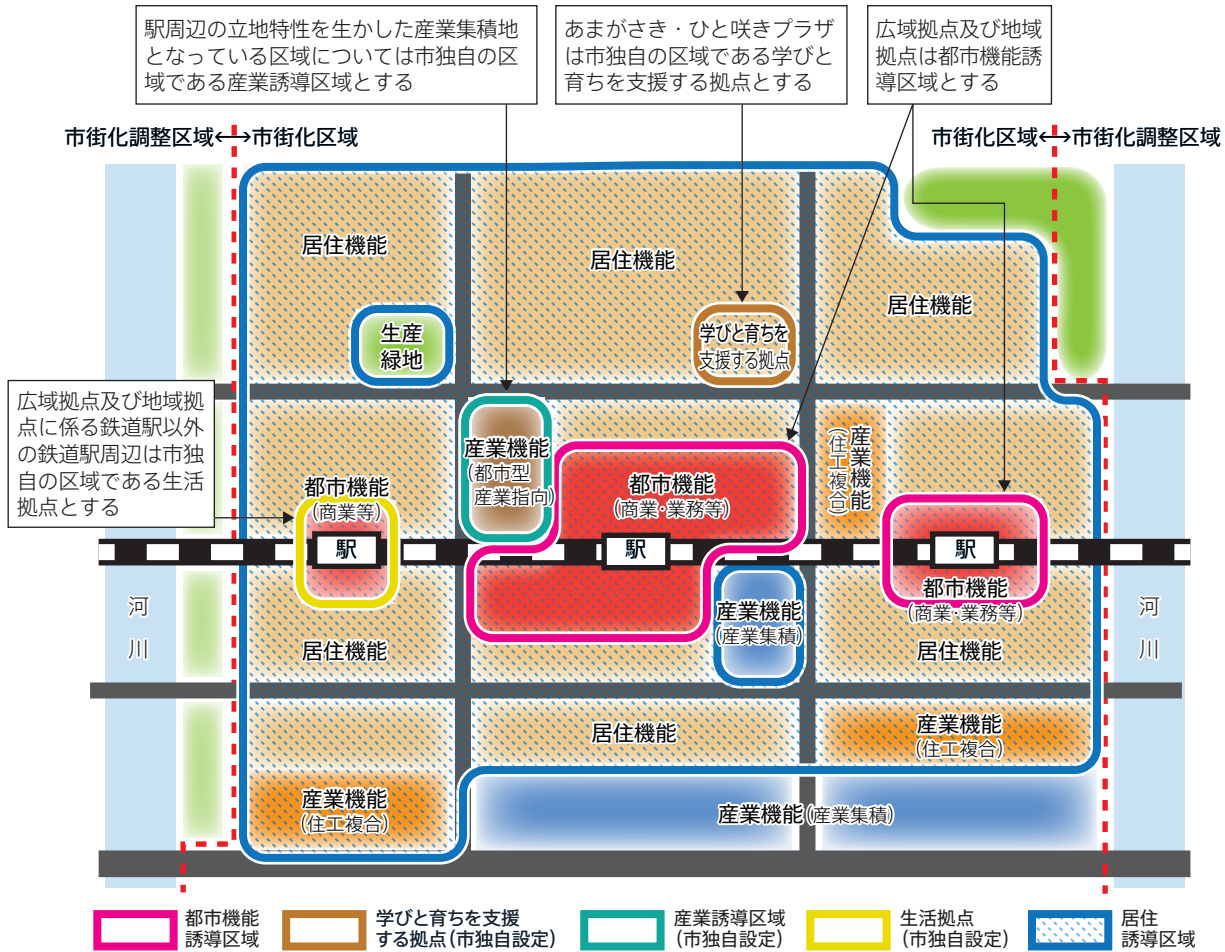 駅周辺の立地特性を生かした産業集積地
となっている区域については市独自の区
域である産業誘導区域とする
あまがさき・ひと咲きプラザ
は市独自の区域である学びと
育ちを支援する拠点とする
広域拠点及び地域
拠点は都市機能誘
導区域とする
市街化調整区域↔市街化区域
市街化区域↔市街化調整区域
居住機能
居住機能
居住機能
生産
緑地
学びと育ちを
支援する拠点
広域拠点及び地域拠
点に係る鉄道駅以外
の鉄道駅周辺は市独
自の区域である生活
拠点とする
産業機能
(都市型
産業指向)
産業機能
(住工複合)
都市機能
(商業等)
都市機能
(商業・業務等)
駅
駅
駅
都市機能
(商業・業務等)
産業機能
(産業集積)
河
川
河
川
居住機能
居住機能
居住機能
産業機能
(住工複合)
産業機能
(住工複合)
産業機能(産業集積)
都市機能
誘導区域
学びと育ちを支援
する拠点(市独自設定)
産業誘導区域
(市独自設定)
生活拠点
(市独自設定)
居住
誘導区域